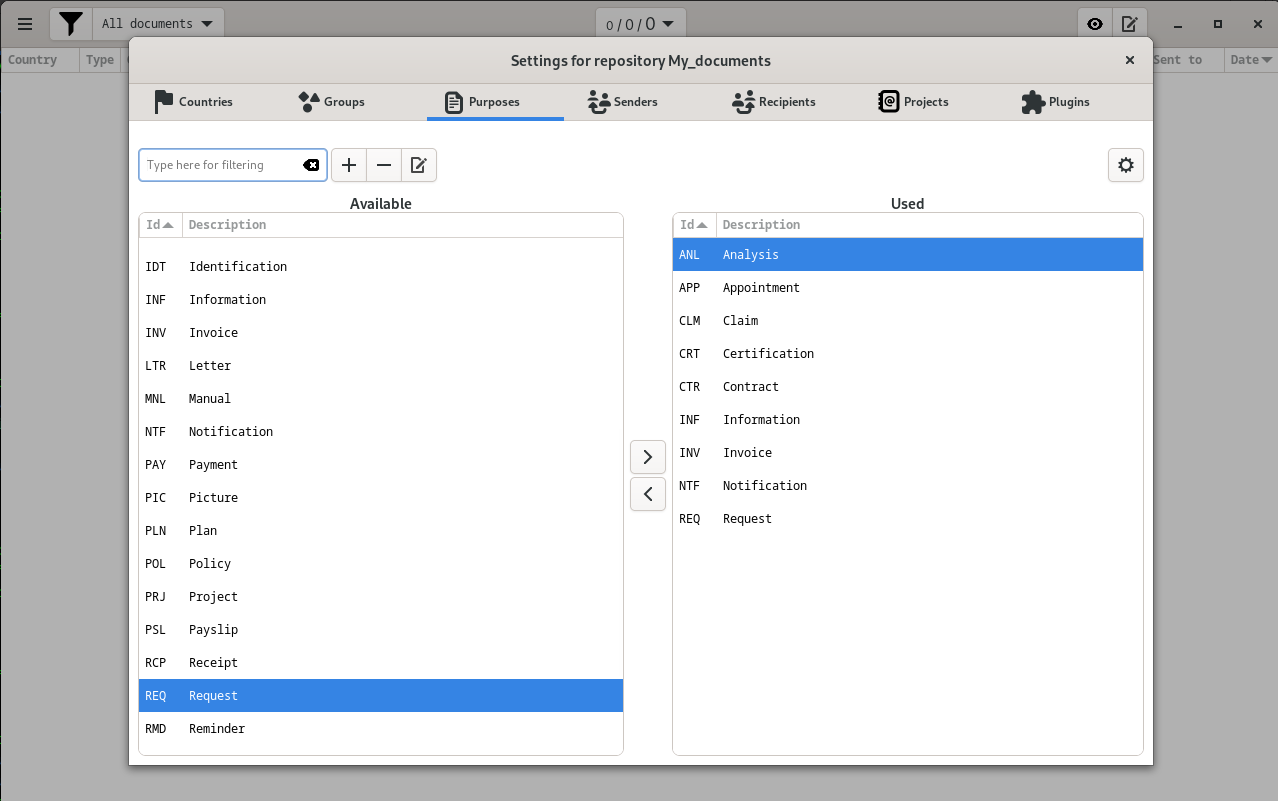 All documents
0 / 0 / 0
Country Type Sent to Date
Settings for repository My_documents
Countries Groups Purposes Senders Recipients Projects Plugins
Type here for filtering
Available
Id Description
IDT Identification
INF Information
INV Invoice
LTR Letter
MNL Manual
NTF Notification
PAY Payment
PIC Picture
PLN Plan
POL Policy
PRJ Project
PSL Payslip
RCP Receipt
REQ Request
RMD Reminder
Used
Id Description
ANL Analysis
APP Appointment
CLM Claim
CRT Certification
CTR Contract
INF Information
INV Invoice
NTF Notification
REQ Request